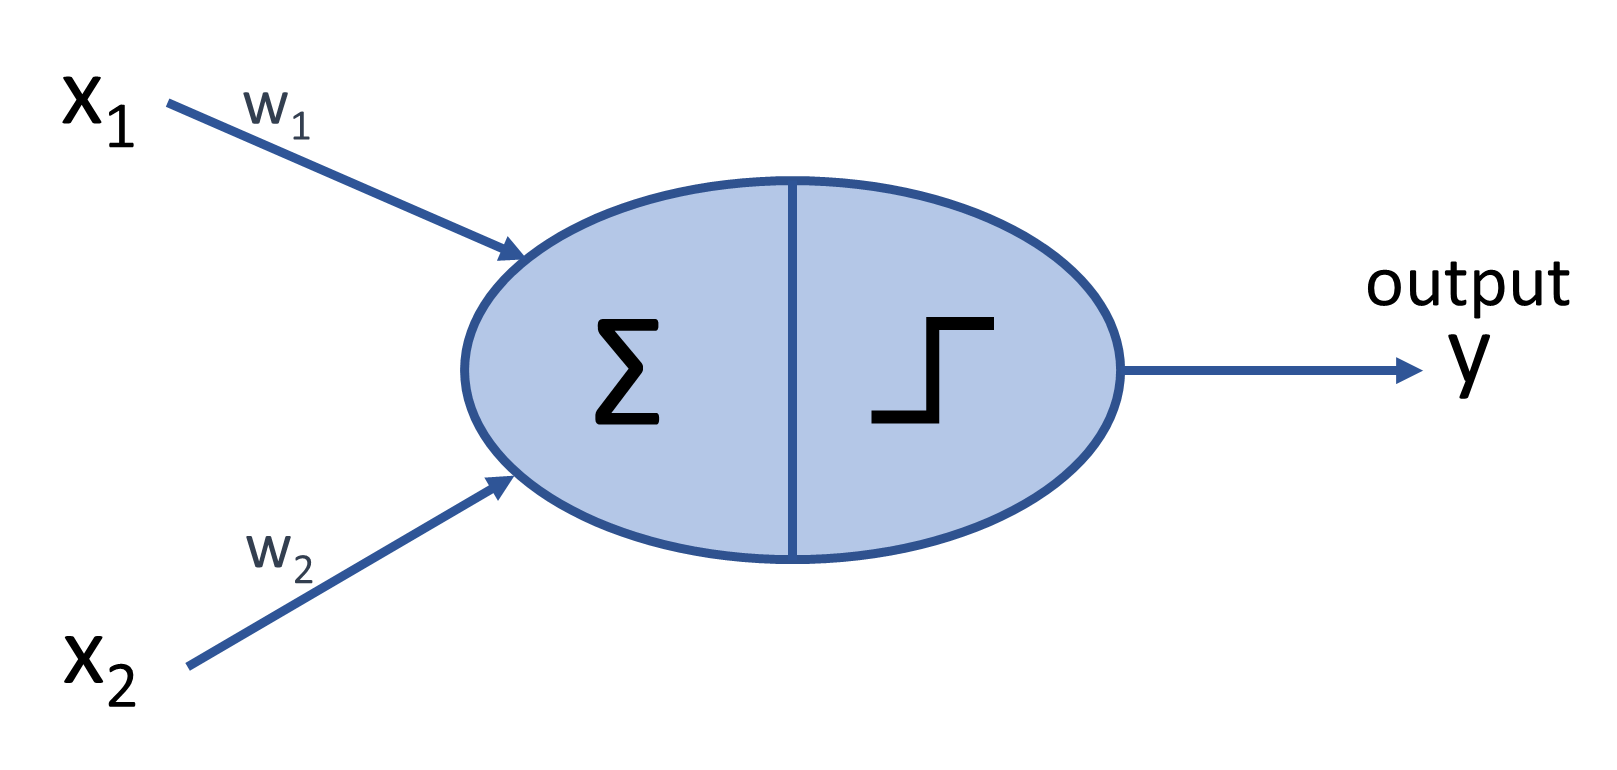 x₁
w₁
Σ
output
y
w₂
x₂